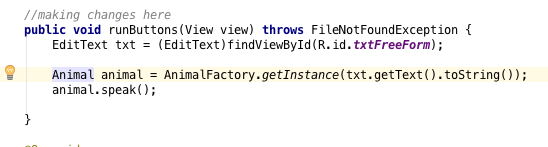 //making changes here
public void runButtons(View view) throws FileNotFoundException {
EditText txt = (EditText)findViewById(R.id.txtFreeForm);
Animal animal = AnimalFactory.getInstance(txt.getText().toString());
animal.speak();
}